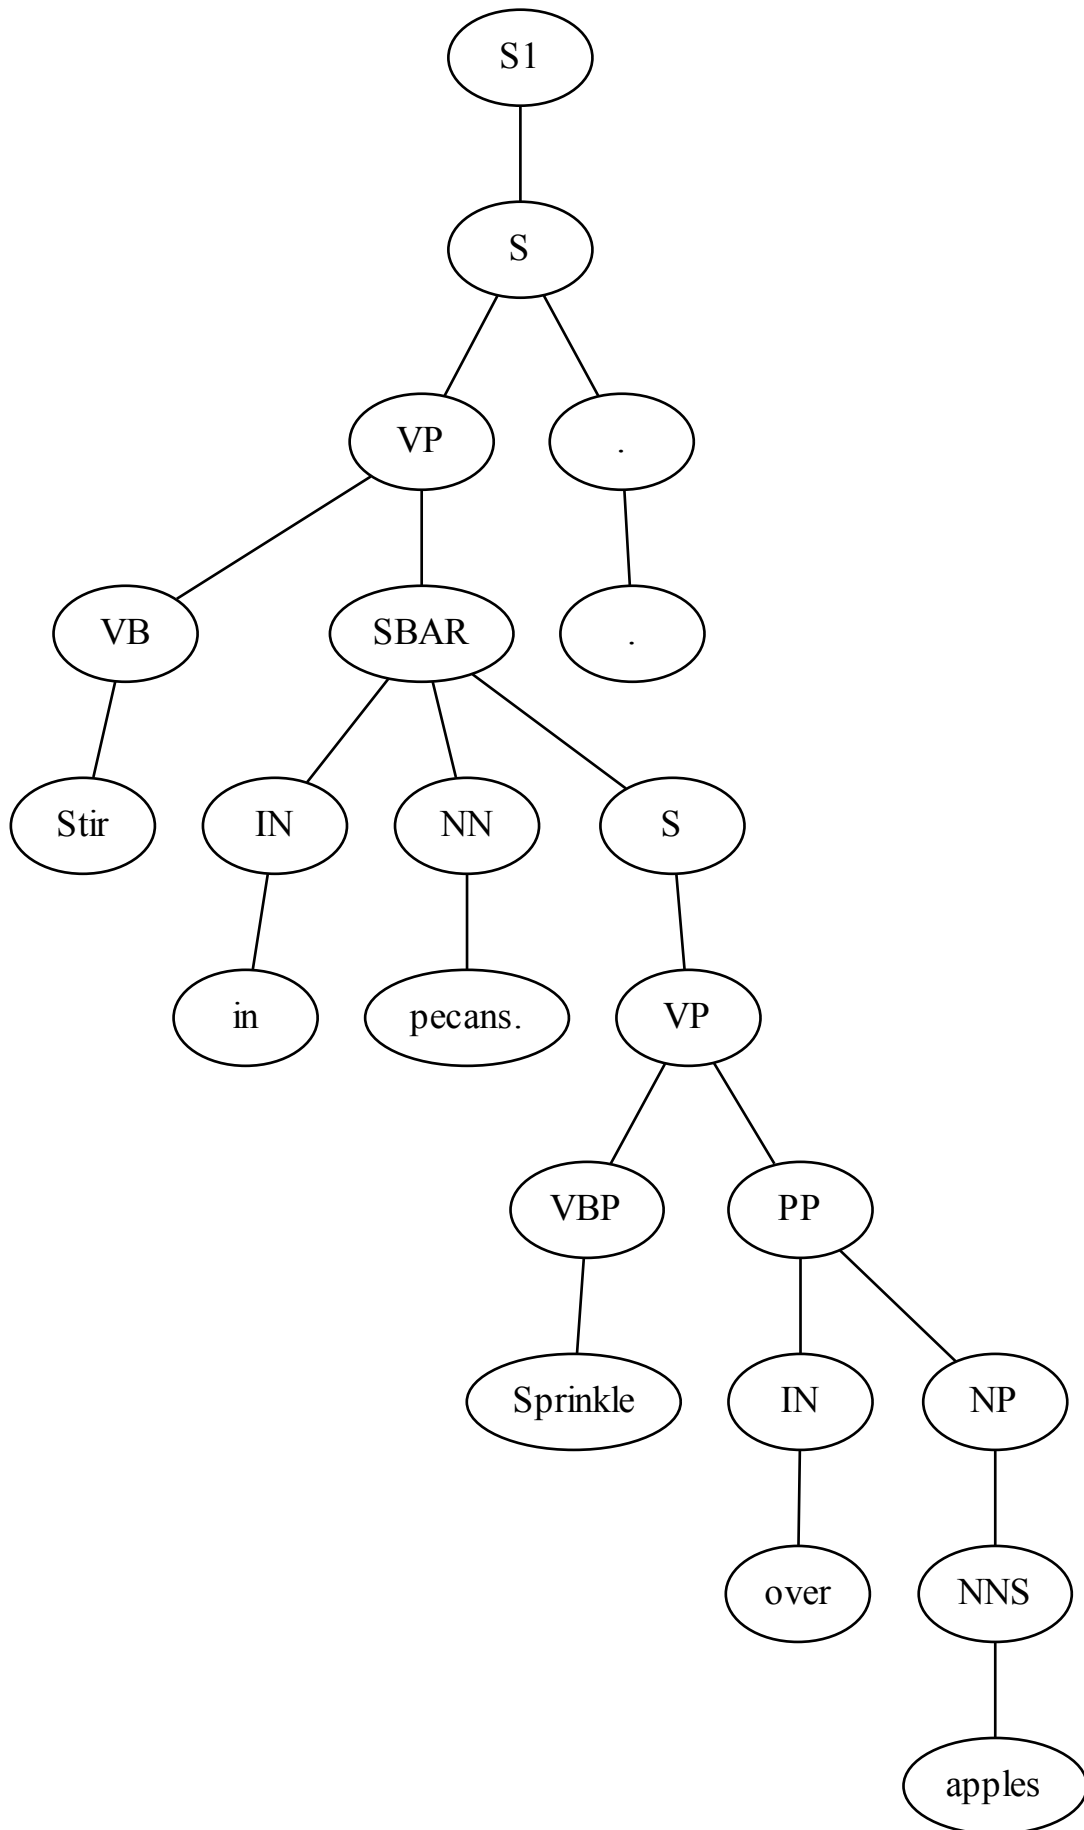 S1
S
VP .
VB SBAR .
Stir IN NN S
in pecans. VP
VBP PP
Sprinkle IN NP
over NNS
apples